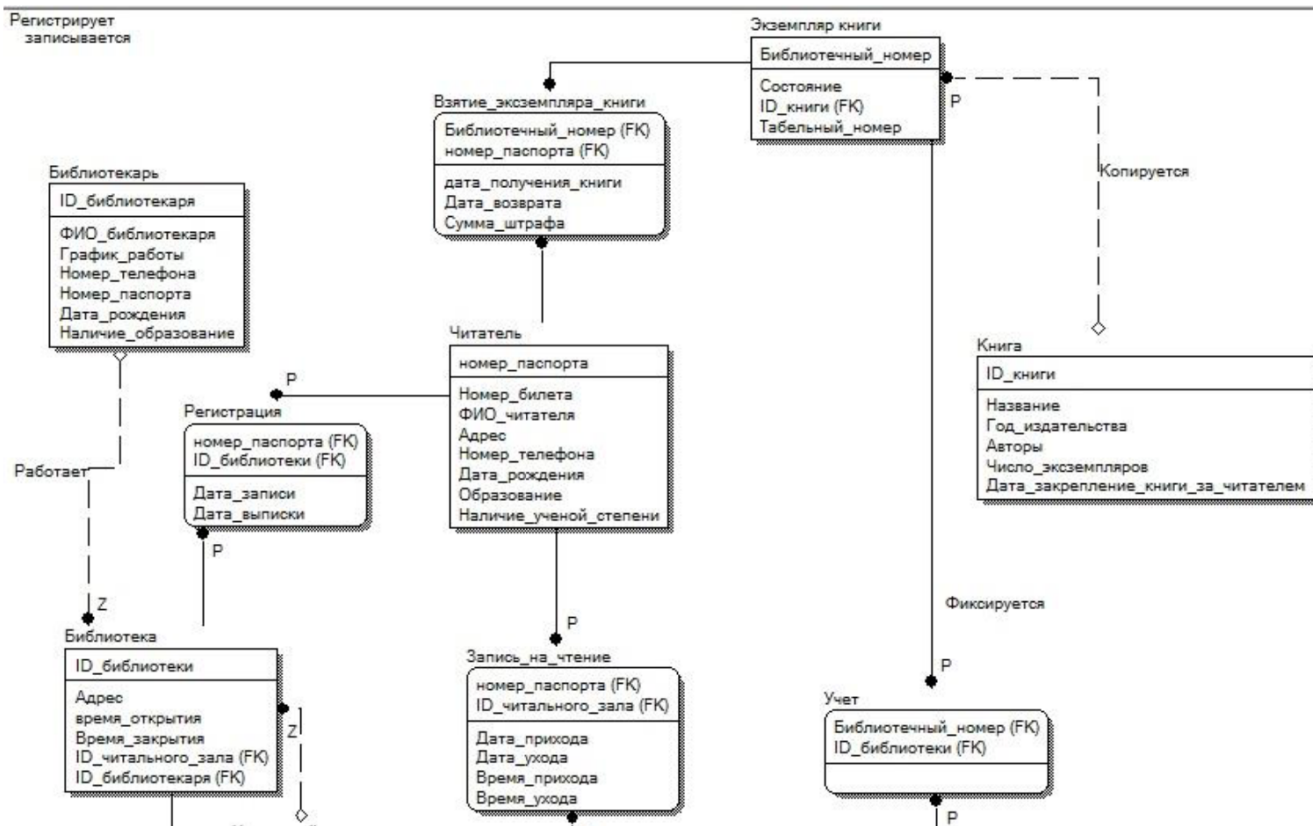 Регистрирует
записывается
Экземпляр книги
Библиотечный_номер
Состояние
ID_книги (FK)
Табельный_номер
P
Копируется
Взятие_эксземпляра_книги
Библиотечный_номер (FK)
номер_паспорта (FK)
дата_получения_книги
Дата_возврата
Сумма_штрафа
Библиотекарь
ID_библиотекаря
ФИО_библиотекаря
График_работы
Номер_телефона
Номер_паспорта
Дата_рождения
Наличие_образование
Читатель
номер_паспорта
Номер_билета
ФИО_читателя
Адрес
Номер_телефона
Дата_рождения
Образование
Наличие_ученой_степени
Книга
ID_книги
Название
Год_издательства
Авторы
Число_эксземпляров
Дата_закрепление_книги_за_читателем
P
Регистрация
номер_паспорта (FK)
ID_библиотеки (FK)
Дата_записи
Дата_выписки
P
Работает
Z
Библиотека
ID_библиотеки
Адрес
время_открытия
Время_закрытия
ID_читального_зала (FK)
ID_библиотекаря (FK)
Z
P
Запись_на_чтение
номер_паспорта (FK)
ID_читального_зала (FK)
Дата_прихода
Дата_ухода
Время_прихода
Время_ухода
Фиксируется
P
Учет
Библиотечный_номер (FK)
ID_библиотеки (FK)
P